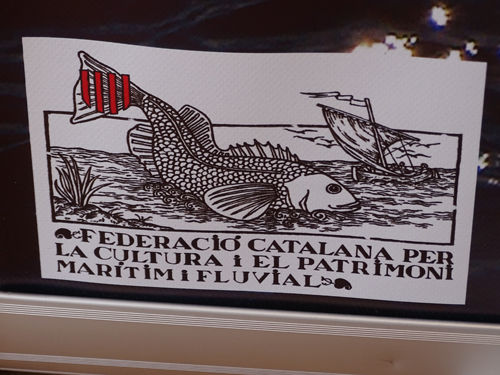 FEDERACIÓ CATALANA PER
LA CULTURA i EL PATRIMONI
MARÍTIM i FLUVIAL